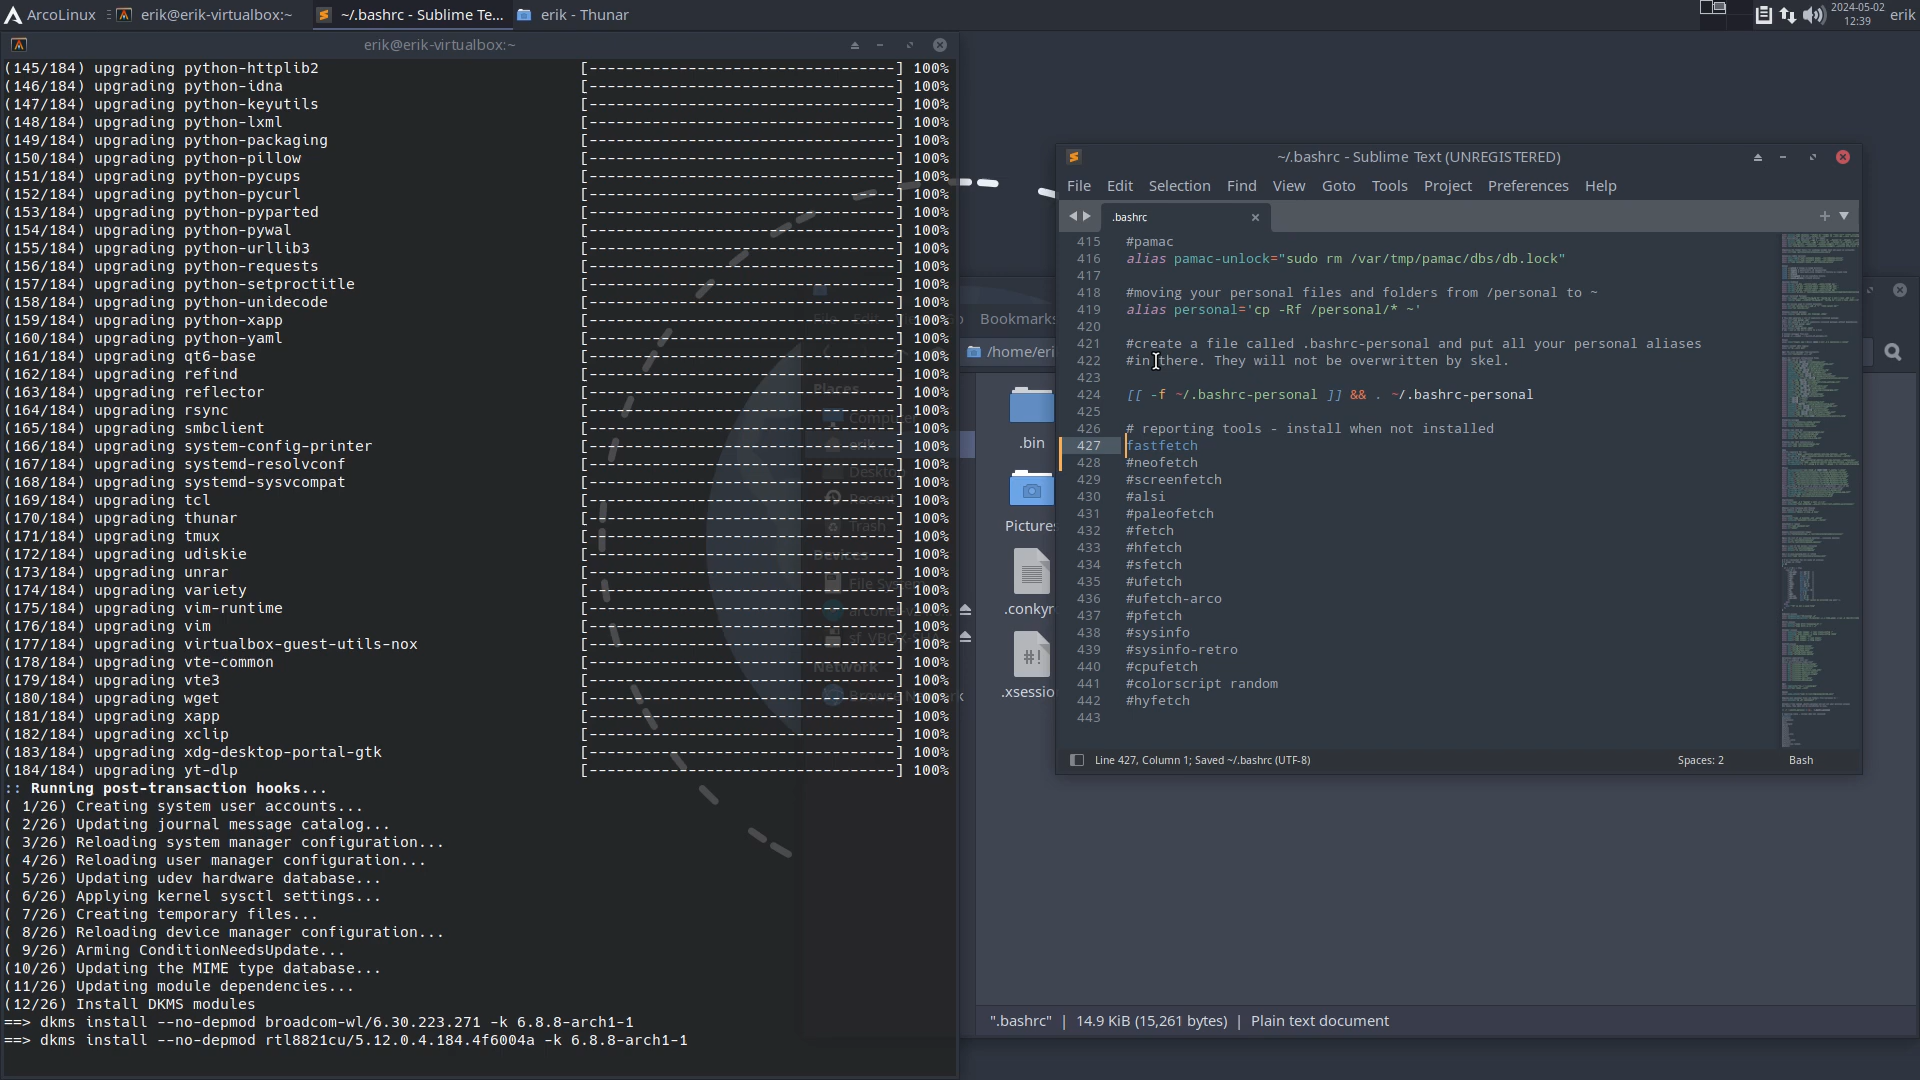 ArcoLinux
erik@erik-virtualbox:~
~/.bashrc - Sublime Te...
erik - Thunar
2024-05-02
12:39
erik
erik@erik-virtualbox:~
(145/184) upgrading python-httplib2 [----------------------------------] 100%
(146/184) upgrading python-idna [----------------------------------] 100%
(147/184) upgrading python-keyutils [----------------------------------] 100%
(148/184) upgrading python-lxml [----------------------------------] 100%
(149/184) upgrading python-packaging [----------------------------------] 100%
(150/184) upgrading python-pillow [----------------------------------] 100%
(151/184) upgrading python-pycups [----------------------------------] 100%
(152/184) upgrading python-pycurl [----------------------------------] 100%
(153/184) upgrading python-pyparted [----------------------------------] 100%
(154/184) upgrading python-pywal [----------------------------------] 100%
(155/184) upgrading python-urllib3 [----------------------------------] 100%
(156/184) upgrading python-requests [----------------------------------] 100%
(157/184) upgrading python-setproctitle [----------------------------------] 100%
(158/184) upgrading python-unidecode [----------------------------------] 100%
(159/184) upgrading python-xapp [----------------------------------] 100%
(160/184) upgrading python-yaml [----------------------------------] 100%
(161/184) upgrading qt6-base [----------------------------------] 100%
(162/184) upgrading refind [----------------------------------] 100%
(163/184) upgrading reflector [----------------------------------] 100%
(164/184) upgrading rsync [----------------------------------] 100%
(165/184) upgrading smbclient [----------------------------------] 100%
(166/184) upgrading system-config-printer [----------------------------------] 100%
(167/184) upgrading systemd-resolvconf [----------------------------------] 100%
(168/184) upgrading systemd-sysvcompat [----------------------------------] 100%
(169/184) upgrading tcl [----------------------------------] 100%
(170/184) upgrading thunar [----------------------------------] 100%
(171/184) upgrading tmux [----------------------------------] 100%
(172/184) upgrading udiskie [----------------------------------] 100%
(173/184) upgrading unrar [----------------------------------] 100%
(174/184) upgrading variety [----------------------------------] 100%
(175/184) upgrading vim-runtime [----------------------------------] 100%
(176/184) upgrading vim [----------------------------------] 100%
(177/184) upgrading virtualbox-guest-utils-nox [----------------------------------] 100%
(178/184) upgrading vte-common [----------------------------------] 100%
(179/184) upgrading vte3 [----------------------------------] 100%
(180/184) upgrading wget [----------------------------------] 100%
(181/184) upgrading xapp [----------------------------------] 100%
(182/184) upgrading xclip [----------------------------------] 100%
(183/184) upgrading xdg-desktop-portal-gtk [----------------------------------] 100%
(184/184) upgrading yt-dlp [----------------------------------] 100%
:: Running post-transaction hooks...
( 1/26) Creating system user accounts...
( 2/26) Updating journal message catalog...
( 3/26) Reloading system manager configuration...
( 4/26) Reloading user manager configuration...
( 5/26) Updating udev hardware database...
( 6/26) Applying kernel sysctl settings...
( 7/26) Creating temporary files...
( 8/26) Reloading device manager configuration...
( 9/26) Arming ConditionNeedsUpdate...
(10/26) Updating the MIME type database...
(11/26) Updating module dependencies...
(12/26) Install DKMS modules
==> dkms install --no-depmod broadcom-wl/6.30.223.271 -k 6.8.8-arch1-1
==> dkms install --no-depmod rtl8821cu/5.12.0.4.184.4f6004a -k 6.8.8-arch1-1
File Edit
Places
Computer
erik
Desktop
Trash
File System
Network
Bookmarks
/home/eri
.bin
Pictures
.conkyr
#!
.xsessio
~/.bashrc - Sublime Text (UNREGISTERED)
File Edit Selection Find View Goto Tools Project Preferences Help
.bashrc
415 #pamac
416 alias pamac-unlock="sudo rm /var/tmp/pamac/dbs/db.lock"
417
418 #moving your personal files and folders from /personal to ~
419 alias personal='cp -Rf /personal/* ~'
420
421 #create a file called .bashrc-personal and put all your personal aliases
422 #in there. They will not be overwritten by skel.
423
424 [[ -f ~/.bashrc-personal ]] && . ~/.bashrc-personal
425
426 # reporting tools - install when not installed
427 fastfetch
428 #neofetch
429 #screenfetch
430 #alsi
431 #paleofetch
432 #fetch
433 #hfetch
434 #sfetch
435 #ufetch
436 #ufetch-arco
437 #pfetch
438 #sysinfo
439 #sysinfo-retro
440 #cpufetch
441 #colorscript random
442 #hyfetch
443
Line 427, Column 1; Saved ~/.bashrc (UTF-8)
Spaces: 2
Bash
".bashrc" | 14.9 KiB (15,261 bytes) | Plain text document